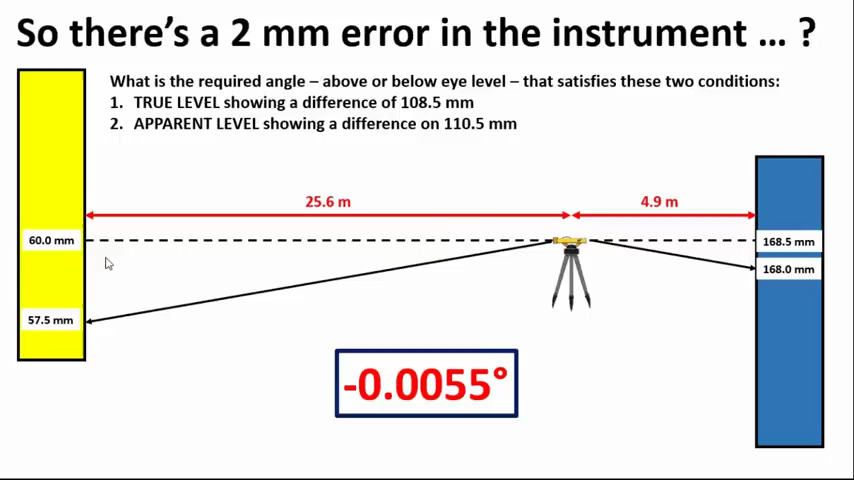 So there's a 2 mm error in the instrument ... ?
What is the required angle – above or below eye level – that satisfies these two conditions:
1. TRUE LEVEL showing a difference of 108.5 mm
2. APPARENT LEVEL showing a difference on 110.5 mm
25.6 m
4.9 m
60.0 mm
168.5 mm
168.0 mm
57.5 mm
-0.0055°